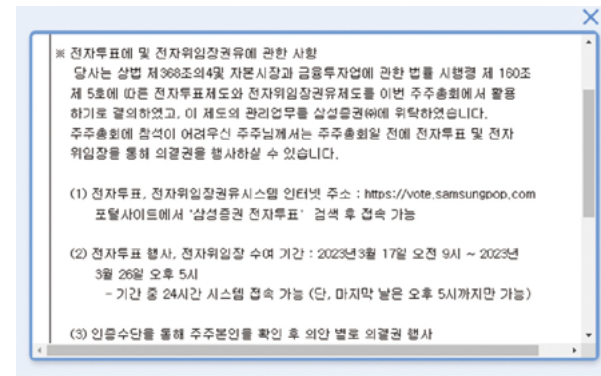 ※ 전자투표에 및 전자위임장권유에 관한 사항
당사는 상법 제368조의4및 자본시장과 금융투자업에 관한 법률 시행령 제 160조
제 5호에 따른 전자투표제도와 전자위임장권유제도를 이번 주주총회에서 활용
하기로 결의하였고, 이 제도의 관리업무를 삼성증권㈜에 위탁하였습니다.
주주총회에 참석이 어려우신 주주님께서는 주주총회일 전에 전자투표 및 전자
위임장을 통해 의결권을 행사하실 수 있습니다.
(1) 전자투표, 전자위임장권유시스템 인터넷 주소 : https://vote.samsungpop.com
포털사이트에서 '삼성증권 전자투표' 검색 후 접속 가능
(2) 전자투표 행사, 전자위임장 수여 기간 : 2023년3월 17일 오전 9시 ~ 2023년
3월 26일 오후 5시
- 기간 중 24시간 시스템 접속 가능 (단, 마지막 날은 오후 5시까지만 가능)
(3) 인증수단을 통해 주주본인을 확인 후 의안 별로 의결권 행사